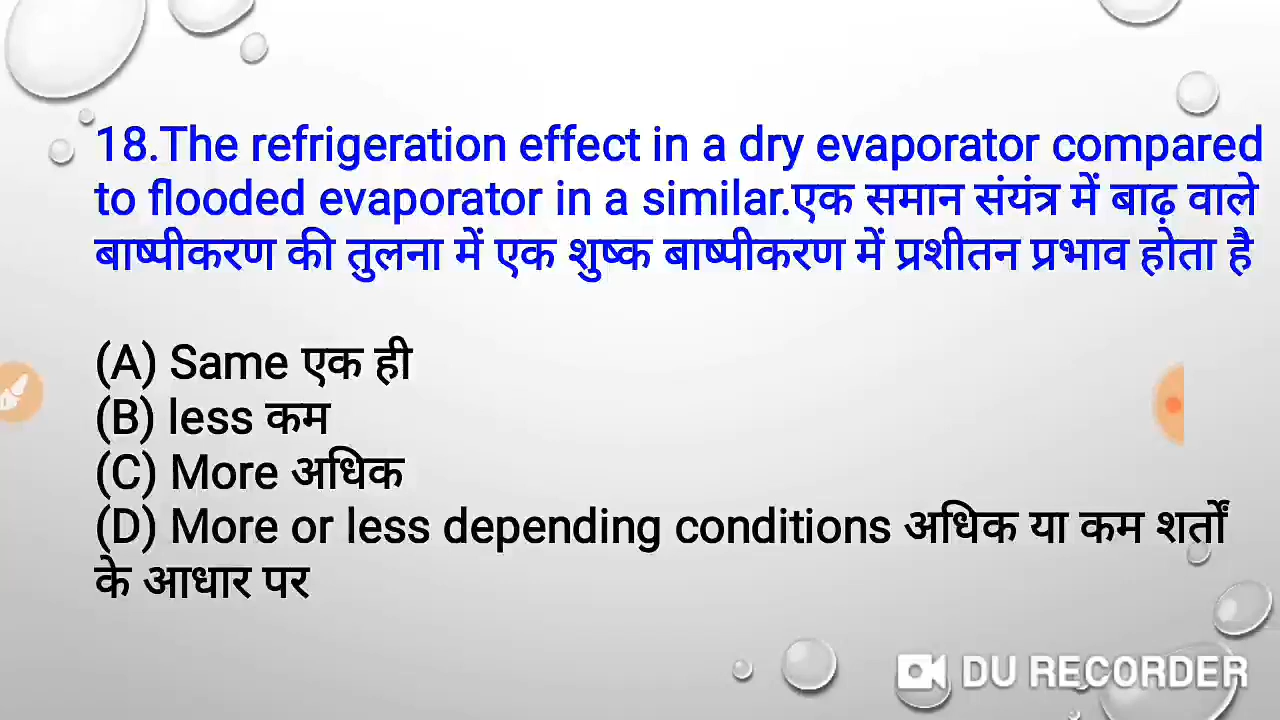 18.The refrigeration effect in a dry evaporator compared
to flooded evaporator in a similar.एक समान संयंत्र में बाढ़ वाले
बाष्पीकरण की तुलना में एक शुष्क बाष्पीकरण में प्रशीतन प्रभाव होता है
(A) Same एक ही
(B) less कम
(C) More अधिक
(D) More or less depending conditions अधिक या कम शर्तों
के आधार पर
DU RECORDER